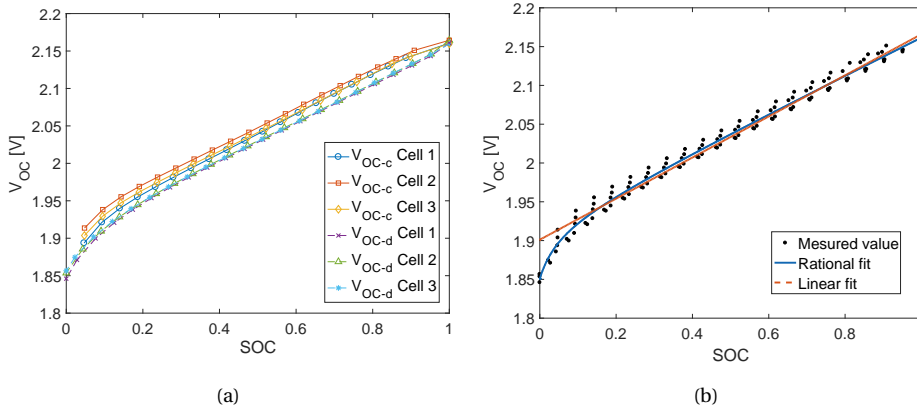 2.2
2.15
2.1
2.05
2
1.95
1.9
1.85
1.8
V_OC [V]
0
0.2
0.4
0.6
0.8
1
SOC
V_OC-c Cell 1
V_OC-c Cell 2
V_OC-c Cell 3
V_OC-d Cell 1
V_OC-d Cell 2
V_OC-d Cell 3
(a)
2.2
2.15
2.1
2.05
2
1.95
1.9
1.85
1.8
V_OC [V]
0
0.2
0.4
0.6
0.8
SOC
Mesured value
Rational fit
Linear fit
(b)